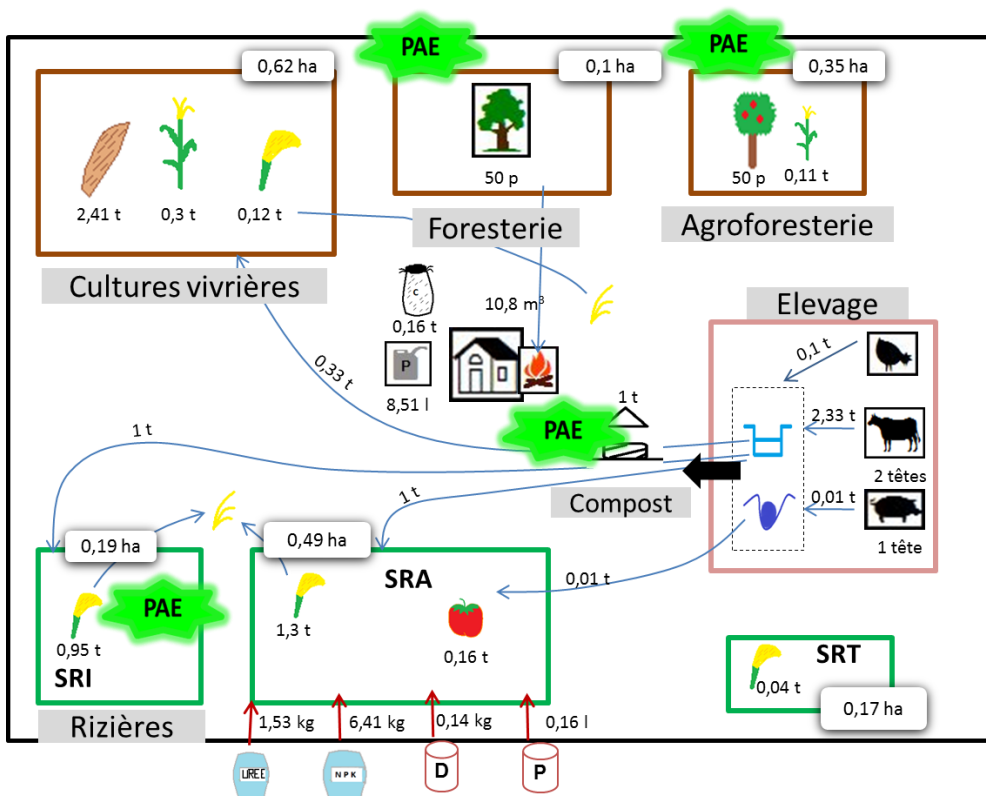 PAE
PAE
0,62 ha
0,1 ha
0,35 ha
2,41 t
0,3 t
0,12 t
50 p
50 p
0,11 t
Cultures vivrières
Foresterie
Agroforesterie
C
0,16 t
10,8 m³
Elevage
P
8,51 l
0,33 t
0,1 t
PAE
1 t
2,33 t
2 têtes
1 t
1 t
Compost
0,01 t
1 tête
0,19 ha
0,49 ha
0,01 t
SRA
PAE
0,95 t
SRI
1,3 t
0,16 t
SRT
0,04 t
0,17 ha
Rizières
1,53 kg
6,41 kg
0,14 kg
0,16 l
UREE
NPK
D
P